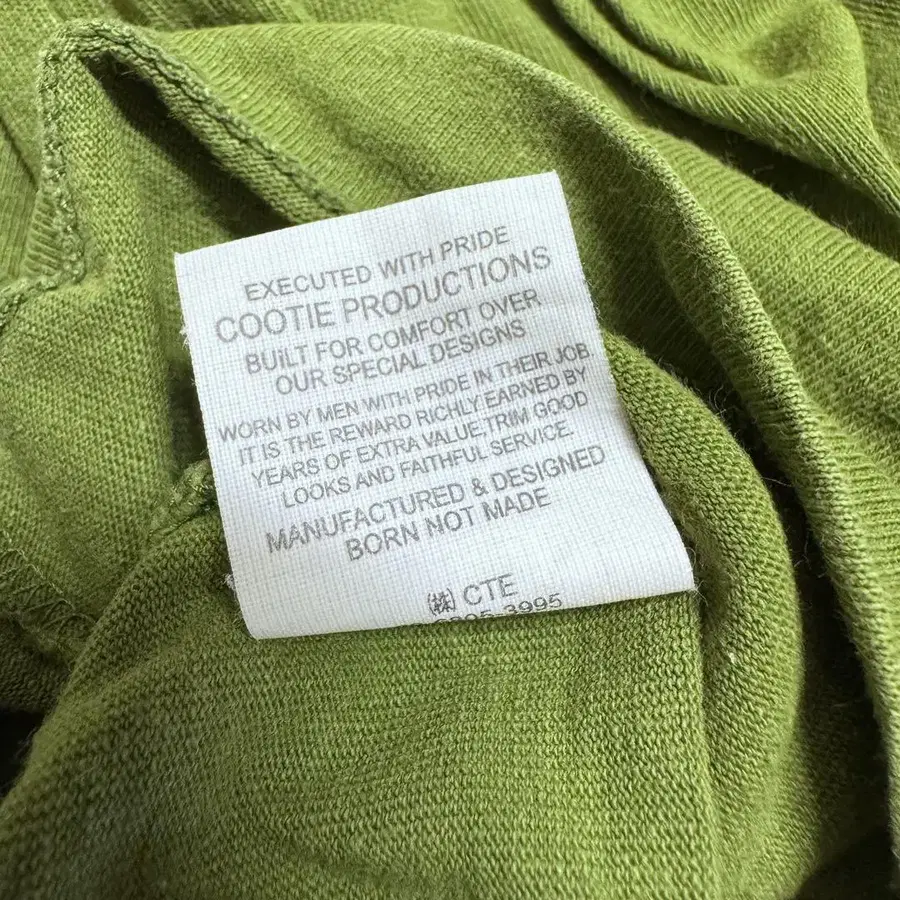 EXECUTED WITH PRIDE
COOTIE PRODUCTIONS
BUiLT FOR COMFORT OVER
OUR SPECIAL DESIGNS
WORN BY MEN WITH PRIDE IN THEIR JOB.
IT IS THE REWARD RICHLY EARNED BY
YEARS OF EXTRA VALUE,TRIM GOOD
LOOKS AND FAITHFUL SERVICE.
MANUFACTURED & DESIGNED
BORN NOT MADE
㈱ CTE